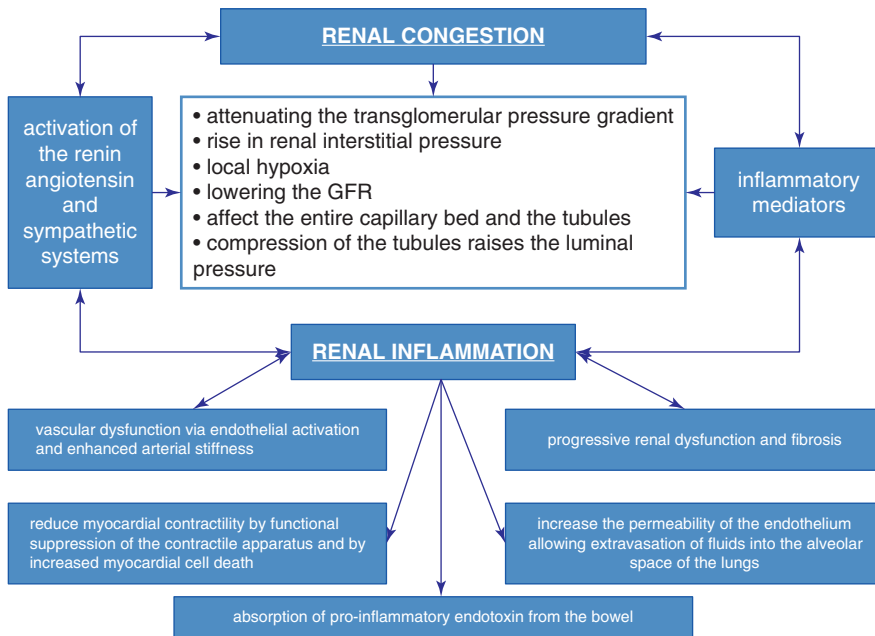 RENAL CONGESTION
activation of
the renin
angiotensin
and
sympathetic
systems
• attenuating the transglomerular pressure gradient
• rise in renal interstitial pressure
• local hypoxia
• lowering the GFR
• affect the entire capillary bed and the tubules
• compression of the tubules raises the luminal
pressure
inflammatory
mediators
RENAL INFLAMMATION
vascular dysfunction via endothelial activation
and enhanced arterial stiffness
progressive renal dysfunction and fibrosis
reduce myocardial contractility by functional
suppression of the contractile apparatus and by
increased myocardial cell death
increase the permeability of the endothelium
allowing extravasation of fluids into the alveolar
space of the lungs
absorption of pro-inflammatory endotoxin from the bowel